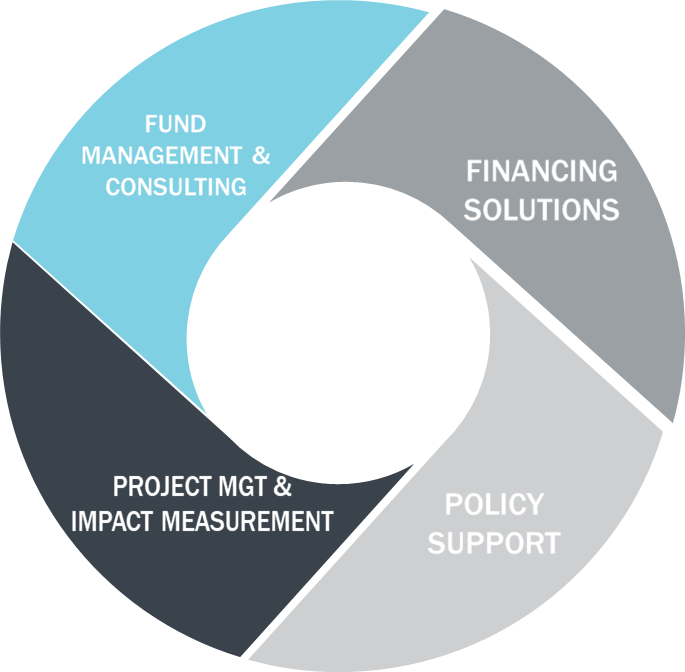 FUND
MANAGEMENT &
CONSULTING
FINANCING
SOLUTIONS
PROJECT MGT &
IMPACT MEASUREMENT
POLICY
SUPPORT